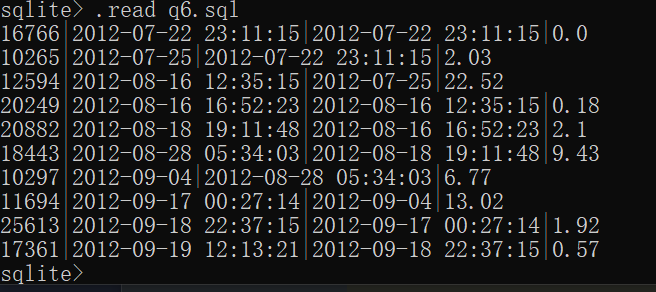 sqlite> .read q6.sql
16766|2012-07-22 23:11:15|2012-07-22 23:11:15|0.0
10265|2012-07-25|2012-07-22 23:11:15|2.03
12594|2012-08-16 12:35:15|2012-07-25|22.52
20249|2012-08-16 16:52:23|2012-08-16 12:35:15|0.18
20882|2012-08-18 19:11:48|2012-08-16 16:52:23|2.1
18443|2012-08-28 05:34:03|2012-08-18 19:11:48|9.43
10297|2012-09-04|2012-08-28 05:34:03|6.77
11694|2012-09-17 00:27:14|2012-09-04|13.02
25613|2012-09-18 22:37:15|2012-09-17 00:27:14|1.92
17361|2012-09-19 12:13:21|2012-09-18 22:37:15|0.57
sqlite>